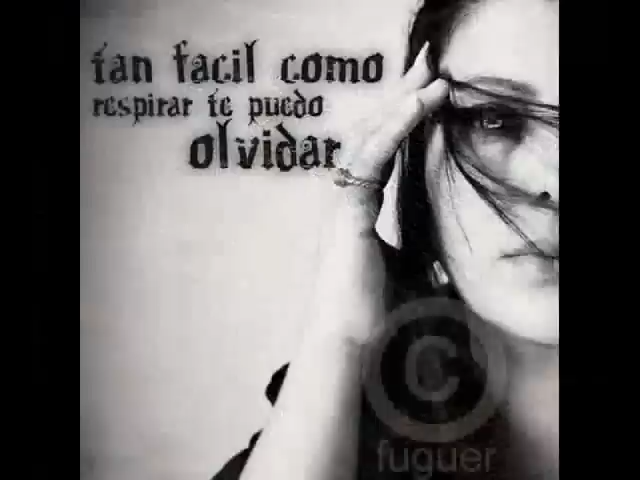 tan facil como
respirar te puedo
olvidar
©
fuguer